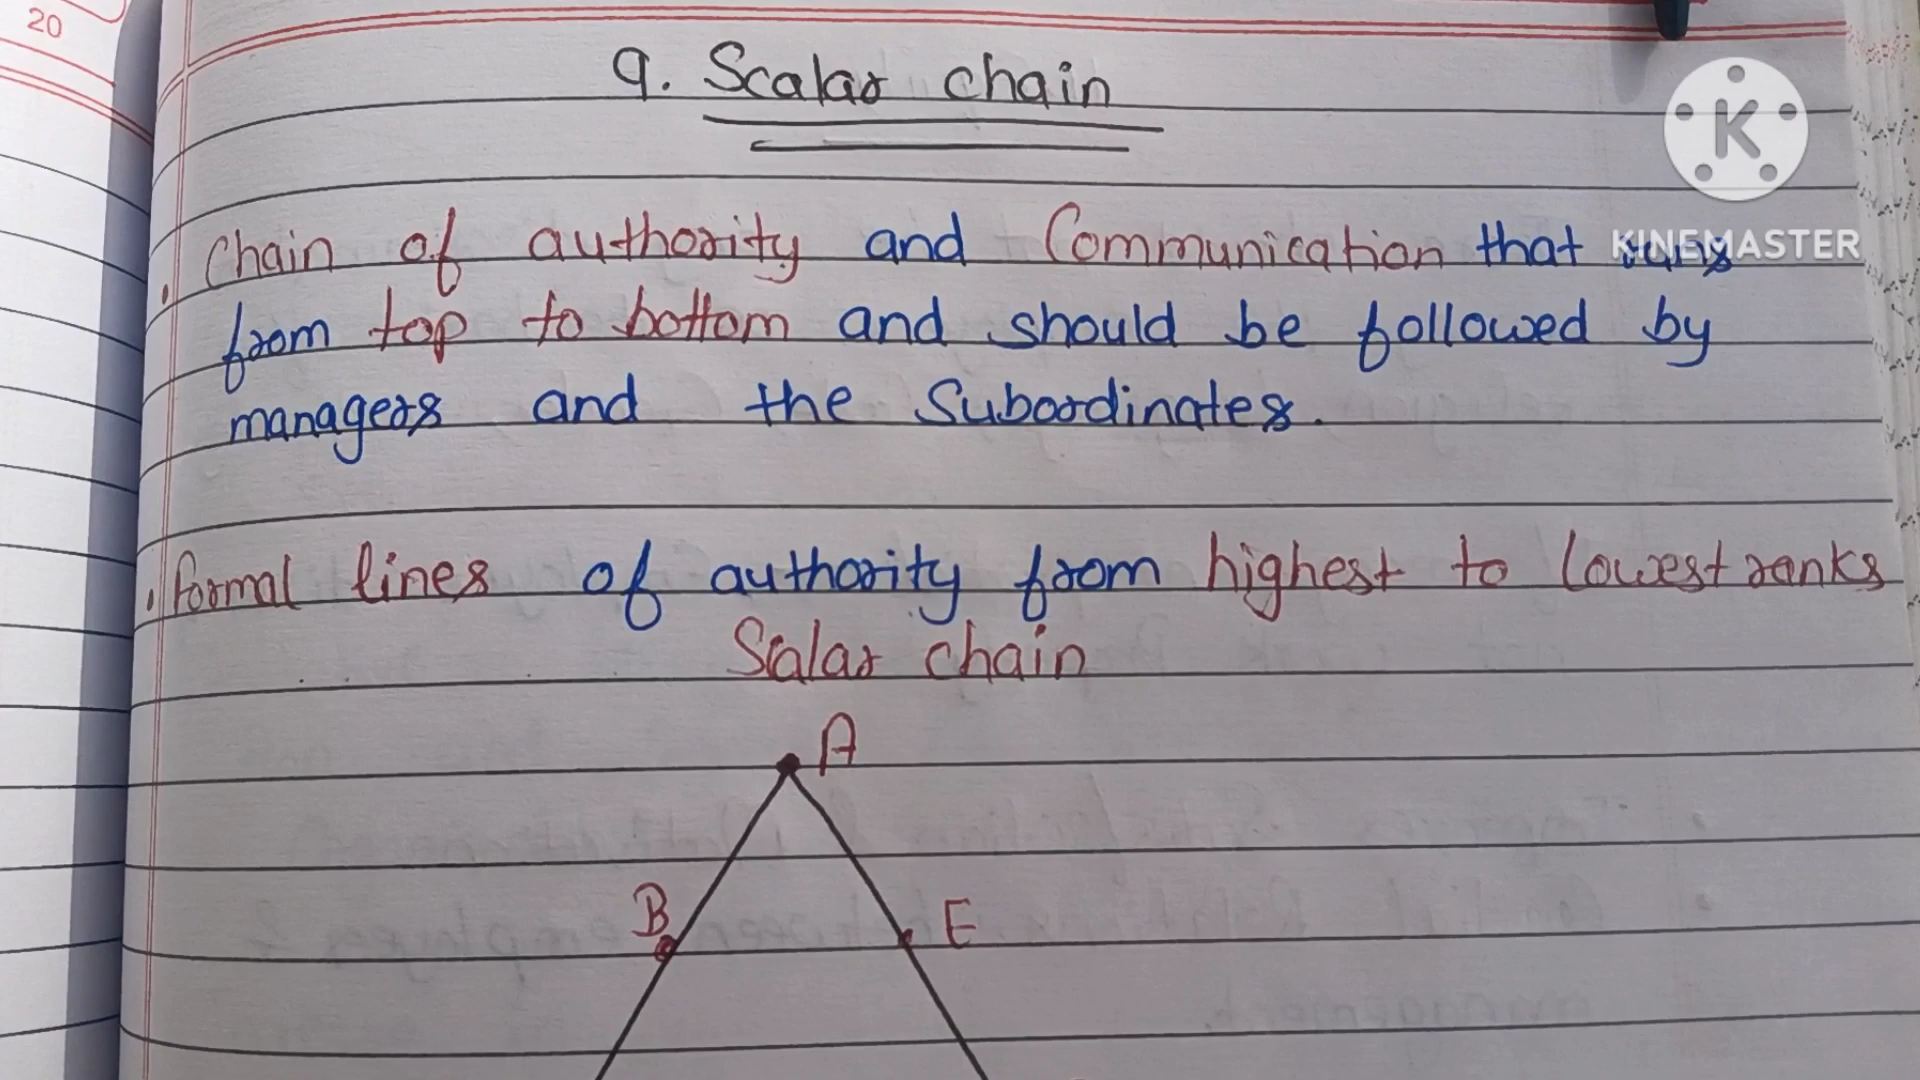 20
9. Scalar chain
K
KINEMASTER
. Chain of authority and Communication that runs
from top to bottom and should be followed by
managers and the Subordinates.
. formal lines of authority from highest to lowest ranks
Scalar chain
A
B
E